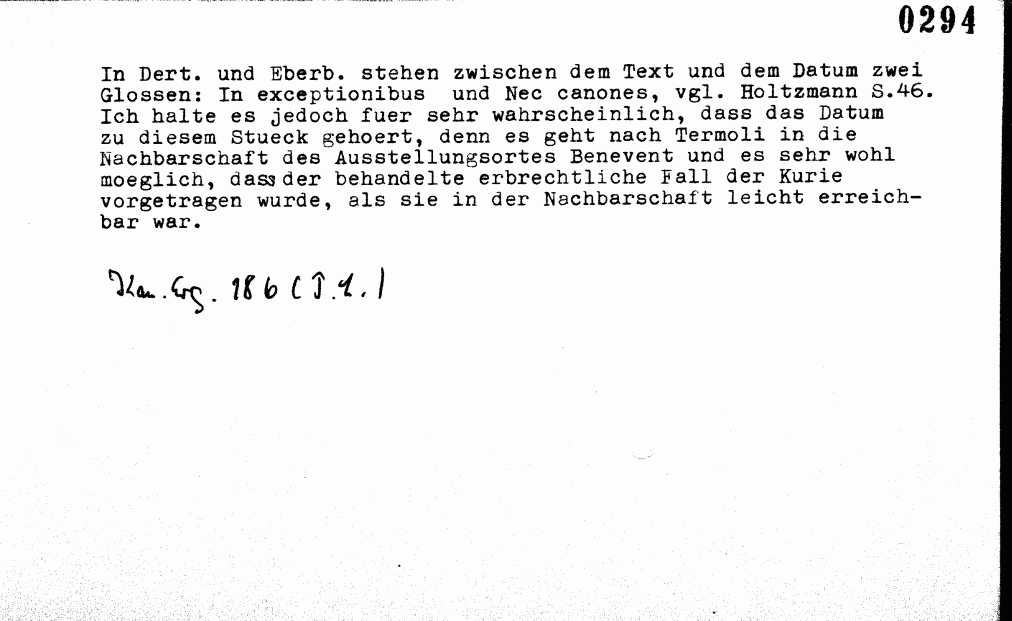 0294
In Dert. und Eberb. stehen zwischen dem Text und dem Datum zwei
Glossen: In exceptionibus und Nec canones, vgl. Holtzmann S.46.
Ich halte es jedoch fuer sehr wahrscheinlich, dass das Datum
zu diesem Stueck gehoert, denn es geht nach Termoli in die
Nachbarschaft des Ausstellungsortes Benevent und es sehr wohl
moeglich, dass der behandelte erbrechtliche Fall der Kurie
vorgetragen wurde, als sie in der Nachbarschaft leicht erreich-
bar war.
Kan. Erg. 186 (T.1.)